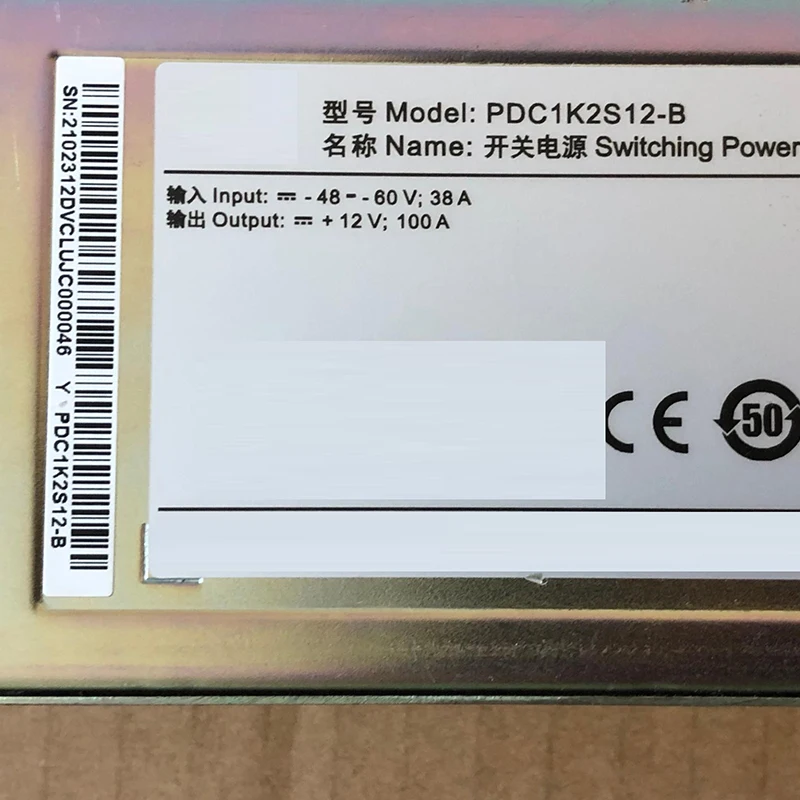 型号 Model: PDC1K2S12-B
名称 Name: 开关电源 Switching Power
输入 Input: ⎓ - 48 - - 60 V; 38 A
输出 Output: ⎓ + 12 V; 100 A
CE
50
SN:2102312DVCLUJC000046 Y PDC1K2S12-B